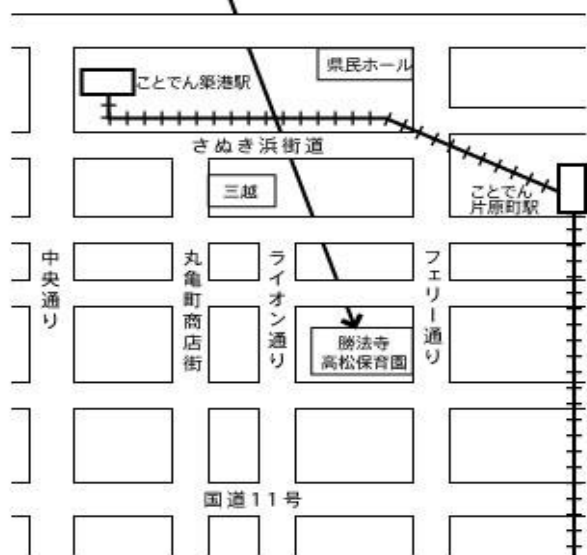 県民ホール
ことでん築港駅
さぬき浜街道
三越
ことでん
片原町駅
中央通り
丸亀町商店街
ライオン通り
フェリー通り
勝法寺
高松保育園
国道11号